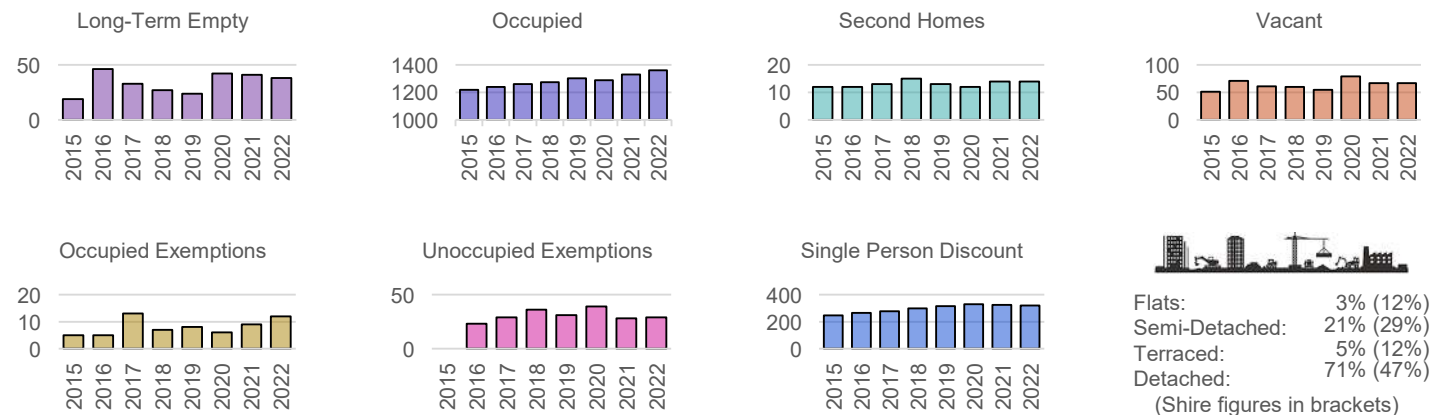 Long-Term Empty
50
0
2015 2016 2017 2018 2019 2020 2021 2022
Occupied
1400
1200
1000
2015 2016 2017 2018 2019 2020 2021 2022
Second Homes
20
10
0
2015 2016 2017 2018 2019 2020 2021 2022
Vacant
100
50
0
2015 2016 2017 2018 2019 2020 2021 2022
Occupied Exemptions
20
10
0
2015 2016 2017 2018 2019 2020 2021 2022
Unoccupied Exemptions
50
0
2015 2016 2017 2018 2019 2020 2021 2022
Single Person Discount
400
200
0
2015 2016 2017 2018 2019 2020 2021 2022
Flats: 3% (12%)
Semi-Detached: 21% (29%)
Terraced: 5% (12%)
Detached: 71% (47%)
(Shire figures in brackets)